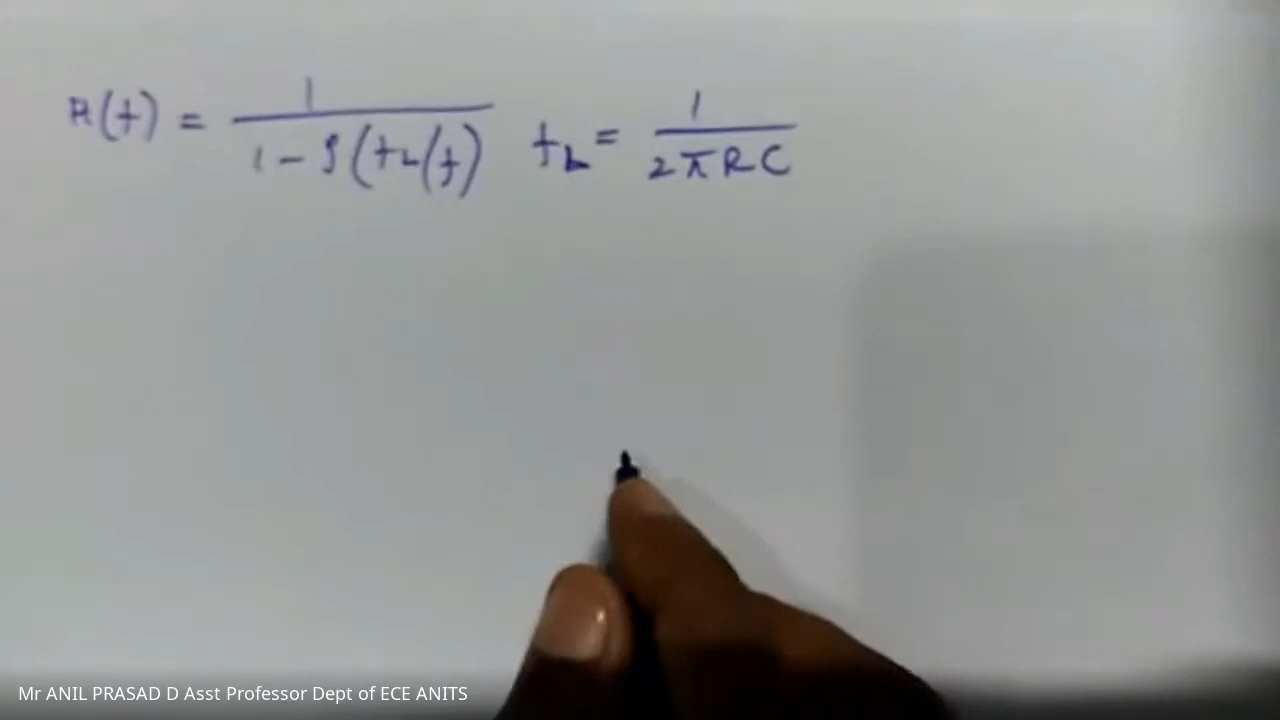 H(f) = 1 / 1 - j(fL/f) fL = 1 / 2πRC
Mr ANIL PRASAD D Asst Professor Dept of ECE ANITS